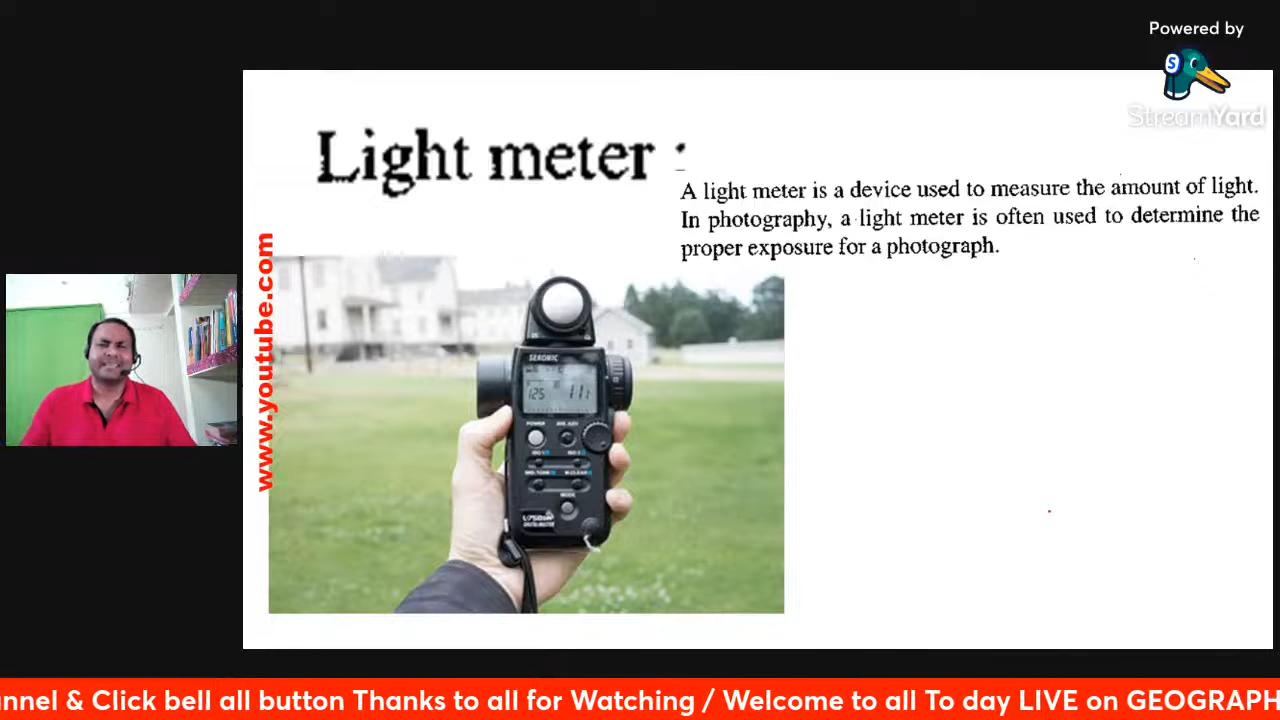 Powered by
StreamYard
Light meter :
A light meter is a device used to measure the amount of light.
In photography, a light meter is often used to determine the
proper exposure for a photograph.
www.youtube.com
SEKONIC
125 11
POWER
MODE
nnel & Click bell all button Thanks to all for Watching / Welcome to all To day LIVE on GEOGRAPH